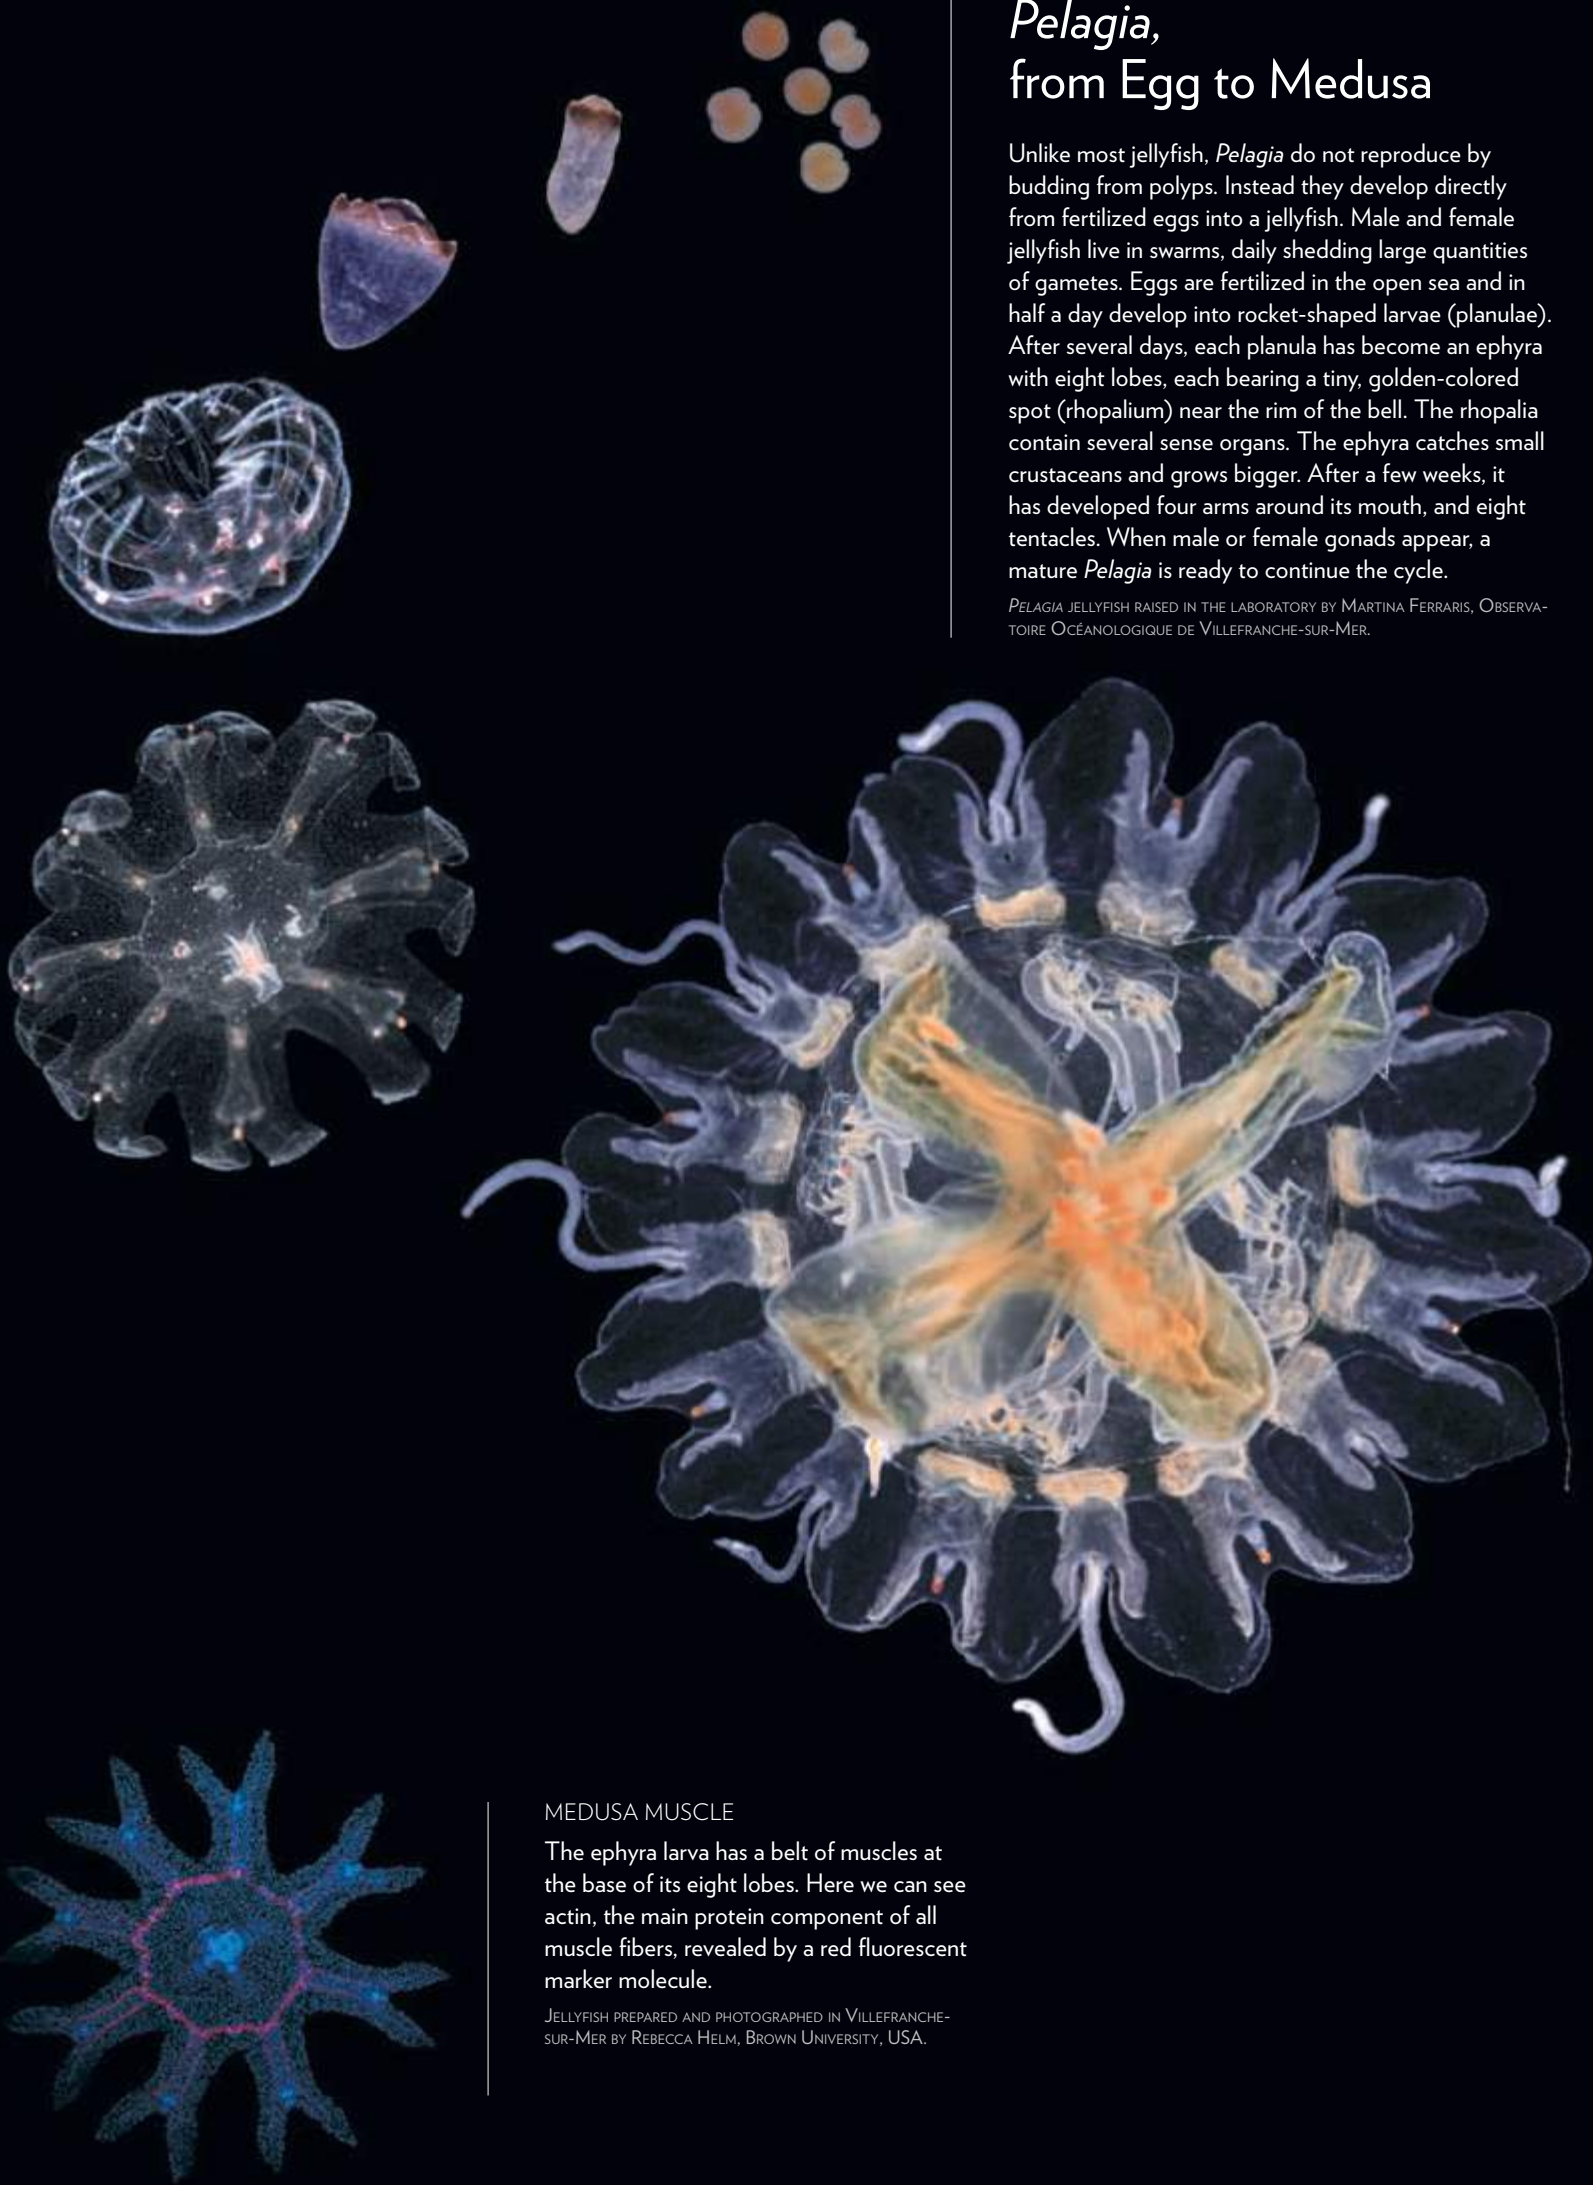 Pelagia,
from Egg to Medusa
Unlike most jellyfish, Pelagia do not reproduce by
budding from polyps. Instead they develop directly
from fertilized eggs into a jellyfish. Male and female
jellyfish live in swarms, daily shedding large quantities
of gametes. Eggs are fertilized in the open sea and in
half a day develop into rocket-shaped larvae (planulae).
After several days, each planula has become an ephyra
with eight lobes, each bearing a tiny, golden-colored
spot (rhopalium) near the rim of the bell. The rhopalia
contain several sense organs. The ephyra catches small
crustaceans and grows bigger. After a few weeks, it
has developed four arms around its mouth, and eight
tentacles. When male or female gonads appear, a
mature Pelagia is ready to continue the cycle.
Pelagia jellyfish raised in the laboratory by Martina Ferraris, Observa-
toire Océanologique de Villefranche-sur-Mer.
MEDUSA MUSCLE
The ephyra larva has a belt of muscles at
the base of its eight lobes. Here we can see
actin, the main protein component of all
muscle fibers, revealed by a red fluorescent
marker molecule.
Jellyfish prepared and photographed in Villefranche-
sur-Mer by Rebecca Helm, Brown University, USA.